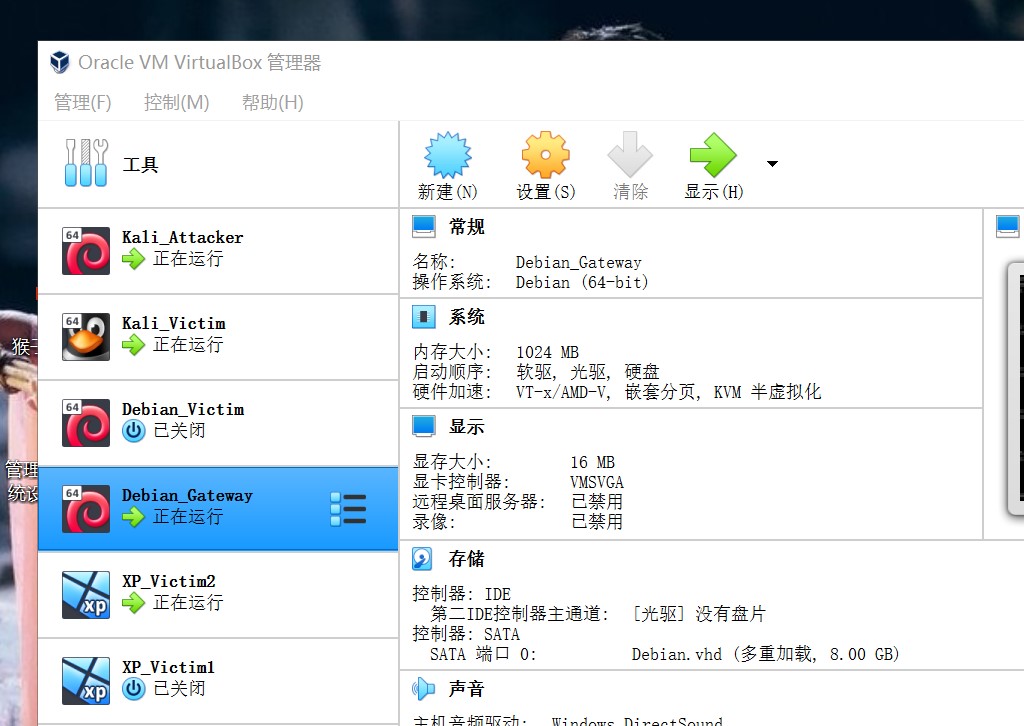 Oracle VM VirtualBox 管理器
管理(F) 控制(M) 帮助(H)
工具
新建(N) 设置(S) 清除 显示(H)
64
Kali_Attacker
正在运行
64
Kali_Victim
正在运行
64
Debian_Victim
已关闭
64
Debian_Gateway
正在运行
xp
XP_Victim2
正在运行
xp
XP_Victim1
已关闭
常规
名称: Debian_Gateway
操作系统: Debian (64-bit)
系统
内存大小: 1024 MB
启动顺序: 软驱, 光驱, 硬盘
硬件加速: VT-x/AMD-V, 嵌套分页, KVM 半虚拟化
显示
显存大小: 16 MB
显卡控制器: VMSVGA
远程桌面服务器: 已禁用
录像: 已禁用
存储
控制器: IDE
第二IDE控制器主通道: [光驱] 没有盘片
控制器: SATA
SATA 端口 0: Debian.vhd (多重加载, 8.00 GB)
声音
主机音频驱动: Windows DirectSound
猴
管理
统设